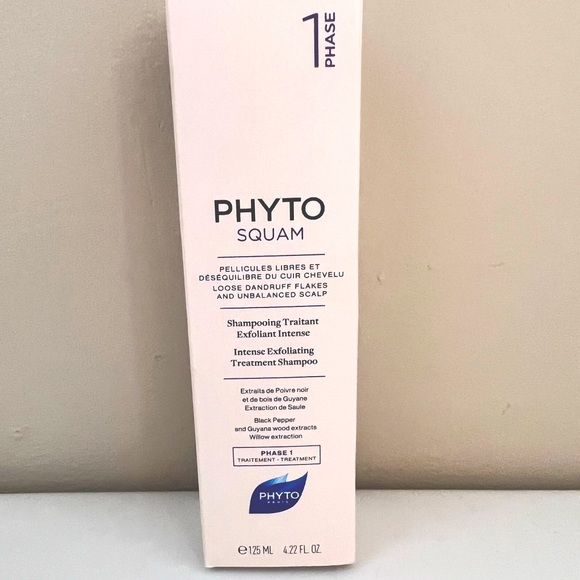 1 PHASE
PHYTO
SQUAM
PELLICULES LIBRES ET
DÉSÉQUILIBRE DU CUIR CHEVELU
LOOSE DANDRUFF FLAKES
AND UNBALANCED SCALP
Shampooing Traitant
Exfoliant Intense
Intense Exfoliating
Treatment Shampoo
Extraits de Poivre noir
et de bois de Guyane
Extraction de Saule
Black Pepper
and Guyana wood extracts
Willow extraction
PHASE 1
TRAITEMENT - TREATMENT
PHYTO
PARIS
℮125 ML 4.22 FL. OZ.